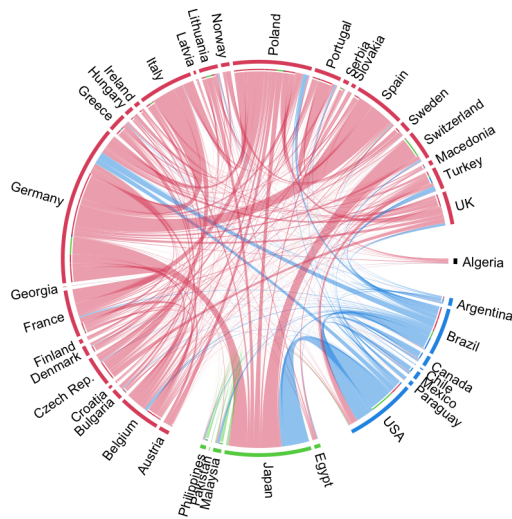 Poland
Portugal
Serbia
Slovakia
Spain
Sweden
Switzerland
Macedonia
Turkey
UK
Algeria
Argentina
Brazil
Canada
Chile
Mexico
Paraguay
USA
Egypt
Japan
Malaysia
Pakistan
Philippines
Austria
Belgium
Bulgaria
Croatia
Czech Rep.
Denmark
Finland
France
Georgia
Germany
Greece
Hungary
Ireland
Italy
Latvia
Lithuania
Norway